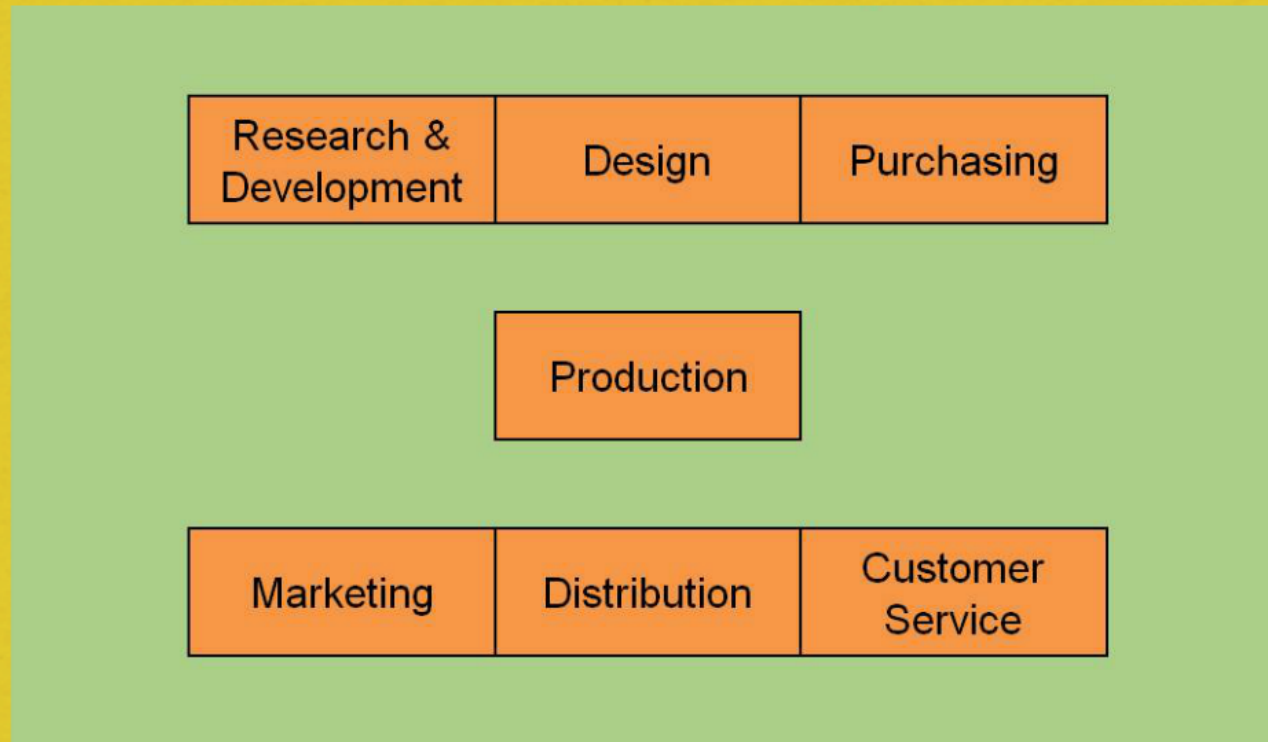 Research &
Development
Design
Purchasing
Production
Marketing
Distribution
Customer
Service